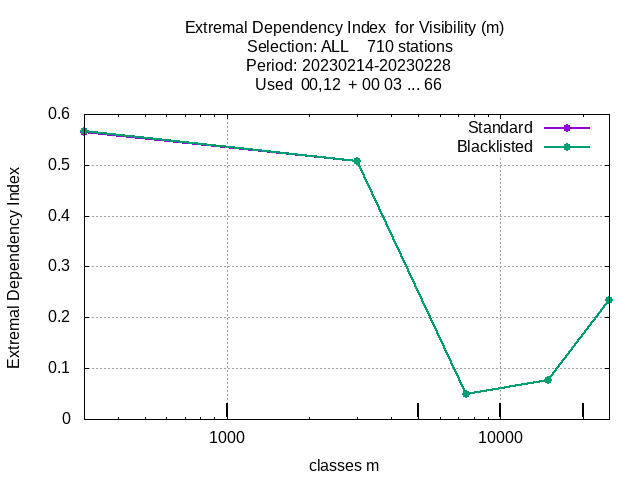 Extremal Dependency Index  for Visibility (m)
Selection: ALL    710 stations
Period: 20230214-20230228
Used  00,12  + 00 03 ... 66
Standard
Blacklisted
Extremal Dependency Index
0.6
0.5
0.4
0.3
0.2
0.1
0
1000
10000
classes m